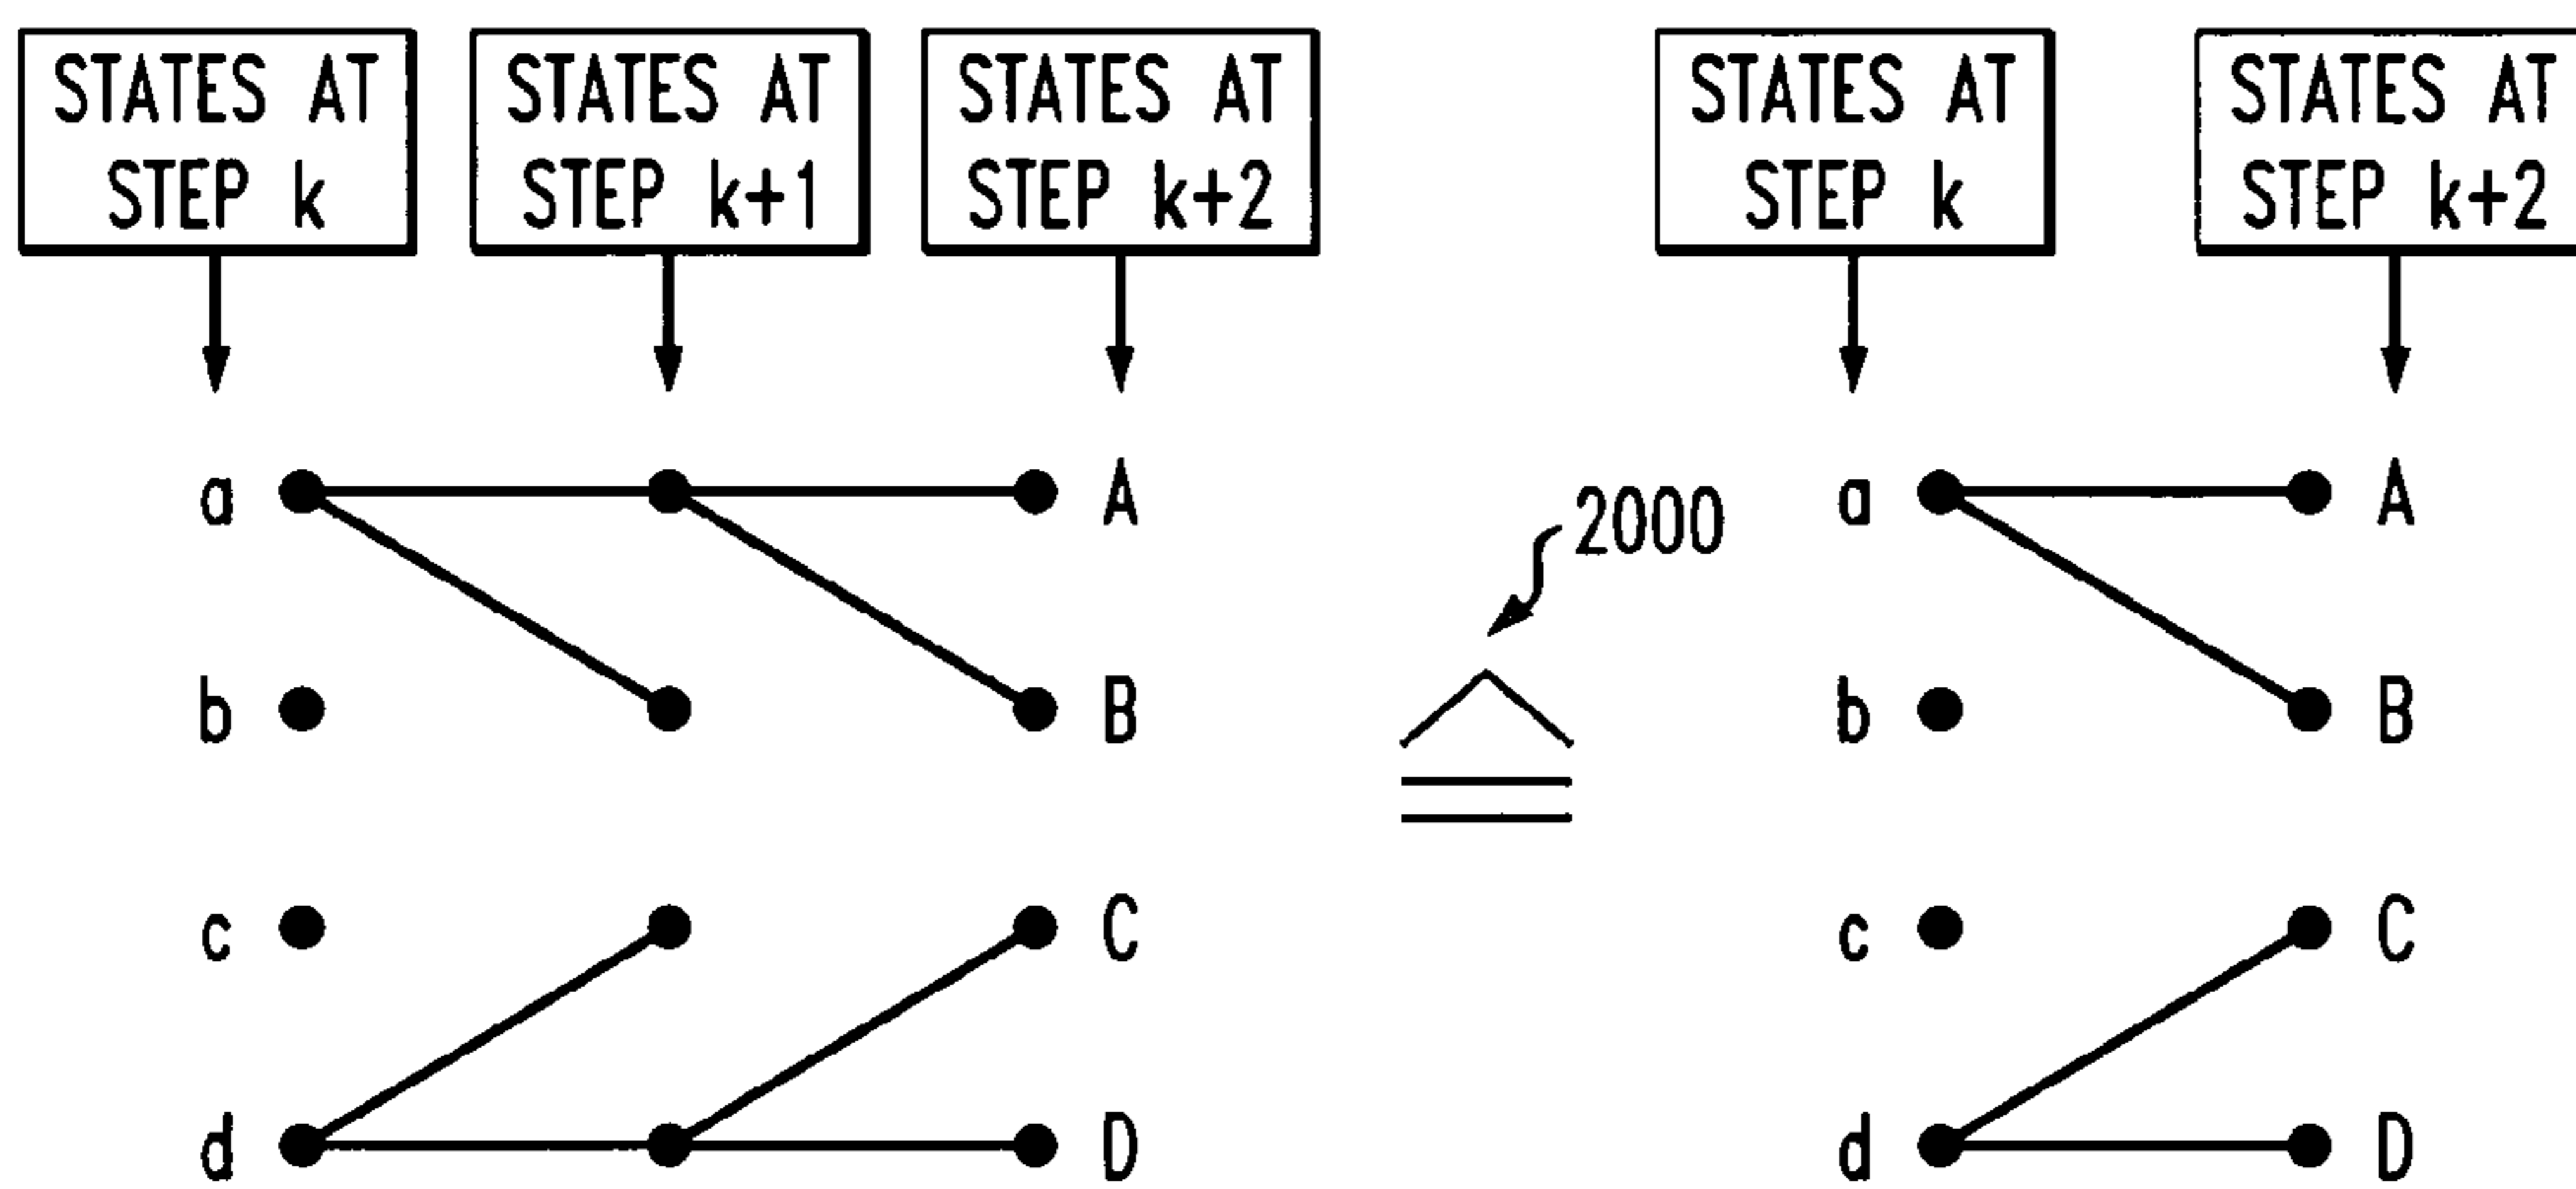 STATES AT
STEP k
STATES AT
STEP k+1
STATES AT
STEP k+2
STATES AT
STEP k
STATES AT
STEP k+2
a
A
b
B
c
C
d
D
2000
a
A
b
B
c
C
d
D